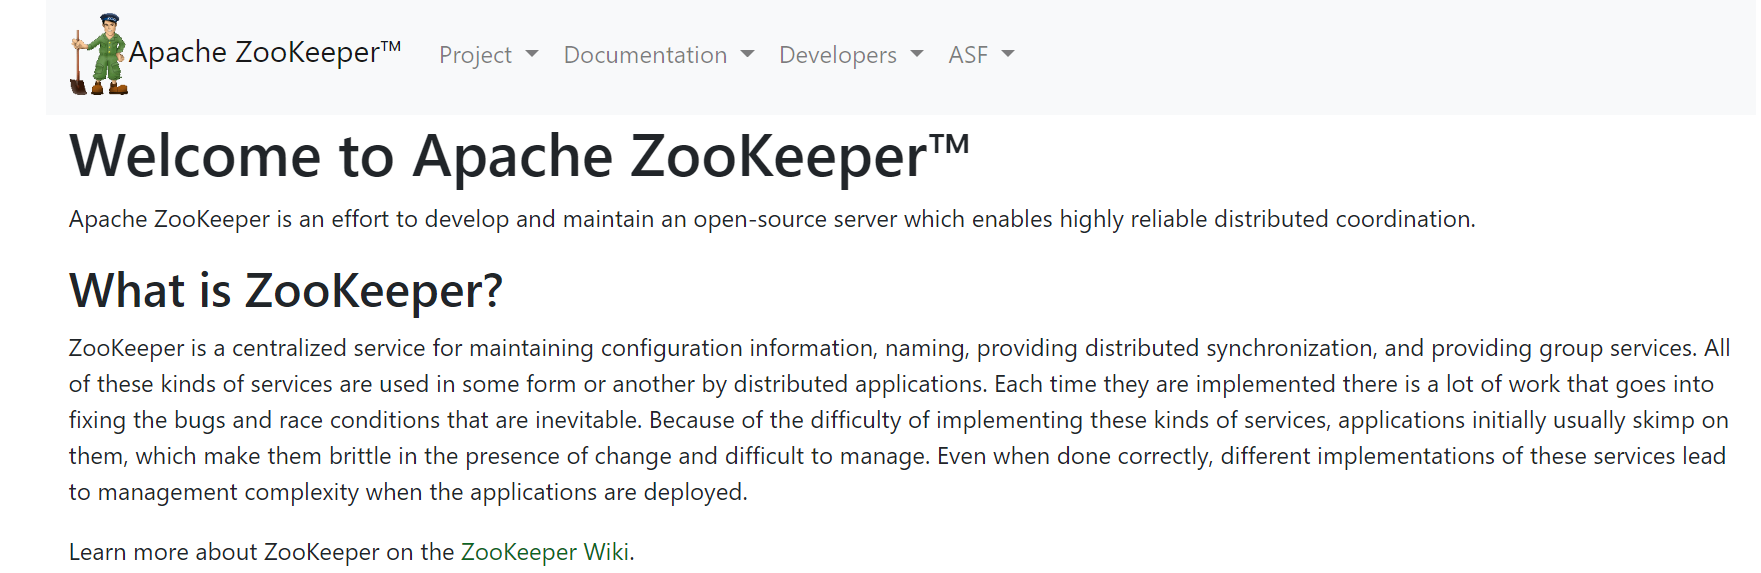 Apache ZooKeeper™ Project Documentation Developers ASF
Welcome to Apache ZooKeeper™
Apache ZooKeeper is an effort to develop and maintain an open-source server which enables highly reliable distributed coordination.
What is ZooKeeper?
ZooKeeper is a centralized service for maintaining configuration information, naming, providing distributed synchronization, and providing group services. All
of these kinds of services are used in some form or another by distributed applications. Each time they are implemented there is a lot of work that goes into
fixing the bugs and race conditions that are inevitable. Because of the difficulty of implementing these kinds of services, applications initially usually skimp on
them, which make them brittle in the presence of change and difficult to manage. Even when done correctly, different implementations of these services lead
to management complexity when the applications are deployed.
Learn more about ZooKeeper on the ZooKeeper Wiki.